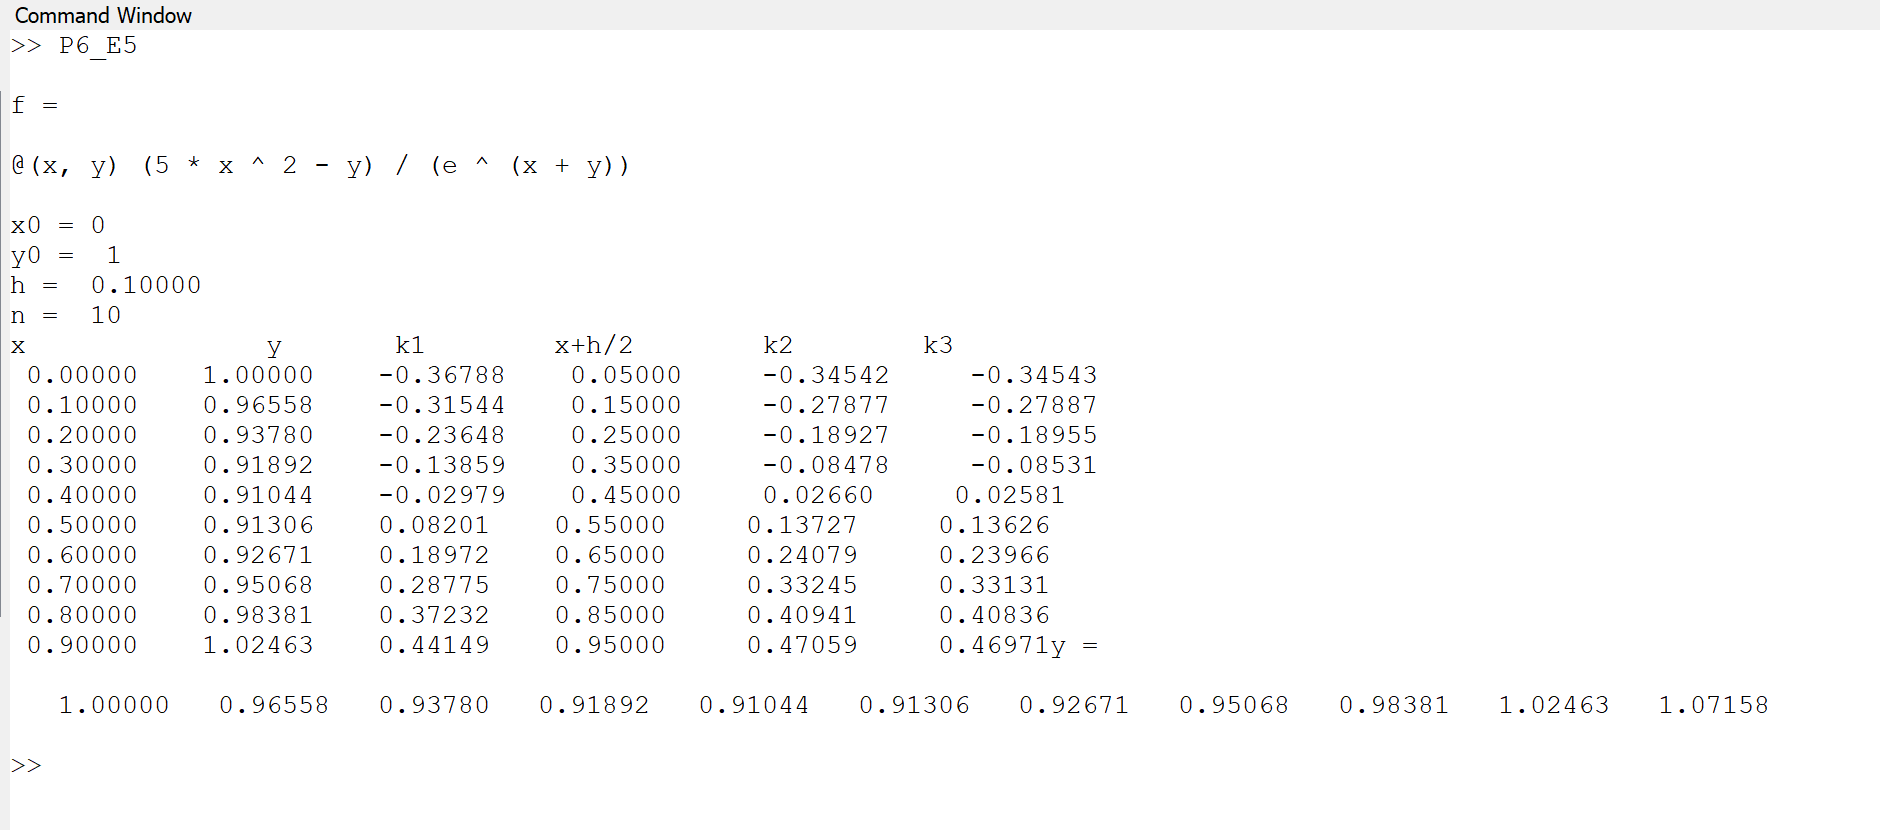 Command Window
>> P6_E5
f =
@(x, y) (5 * x ^ 2 - y) / (e ^ (x + y))
x0 = 0
y0 =  1
h =  0.10000
n =  10
x y k1 x+h/2 k2 k3
0.00000 1.00000 -0.36788 0.05000 -0.34542 -0.34543
0.10000 0.96558 -0.31544 0.15000 -0.27877 -0.27887
0.20000 0.93780 -0.23648 0.25000 -0.18927 -0.18955
0.30000 0.91892 -0.13859 0.35000 -0.08478 -0.08531
0.40000 0.91044 -0.02979 0.45000 0.02660 0.02581
0.50000 0.91306 0.08201 0.55000 0.13727 0.13626
0.60000 0.92671 0.18972 0.65000 0.24079 0.23966
0.70000 0.95068 0.28775 0.75000 0.33245 0.33131
0.80000 0.98381 0.37232 0.85000 0.40941 0.40836
0.90000 1.02463 0.44149 0.95000 0.47059 0.46971y =
1.00000 0.96558 0.93780 0.91892 0.91044 0.91306 0.92671 0.95068 0.98381 1.02463 1.07158
>>